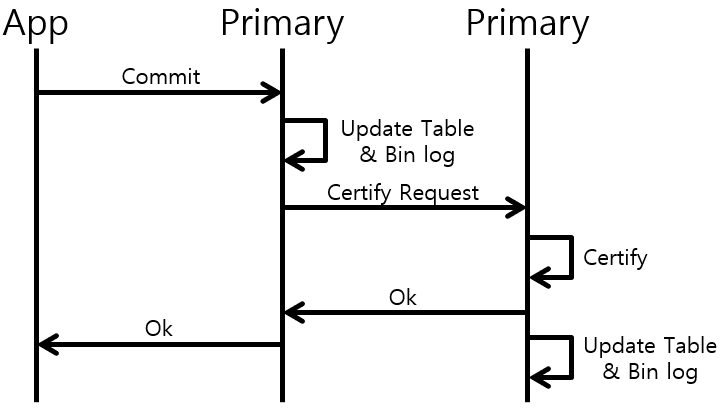 App
Primary
Primary
Commit
Update Table
& Bin log
Certify Request
Certify
Ok
Ok
Update Table
& Bin log